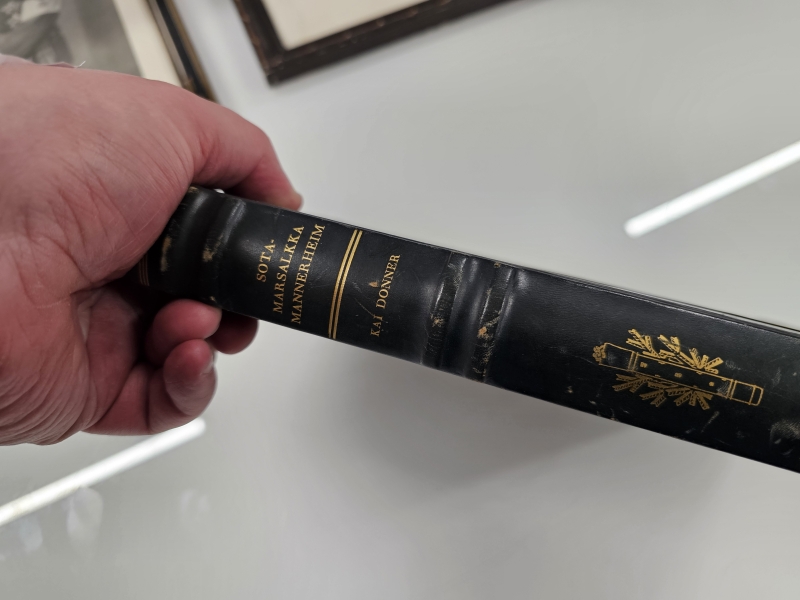 SOTA-
MARSALKKA
MANNERHEIM
KAI DONNER